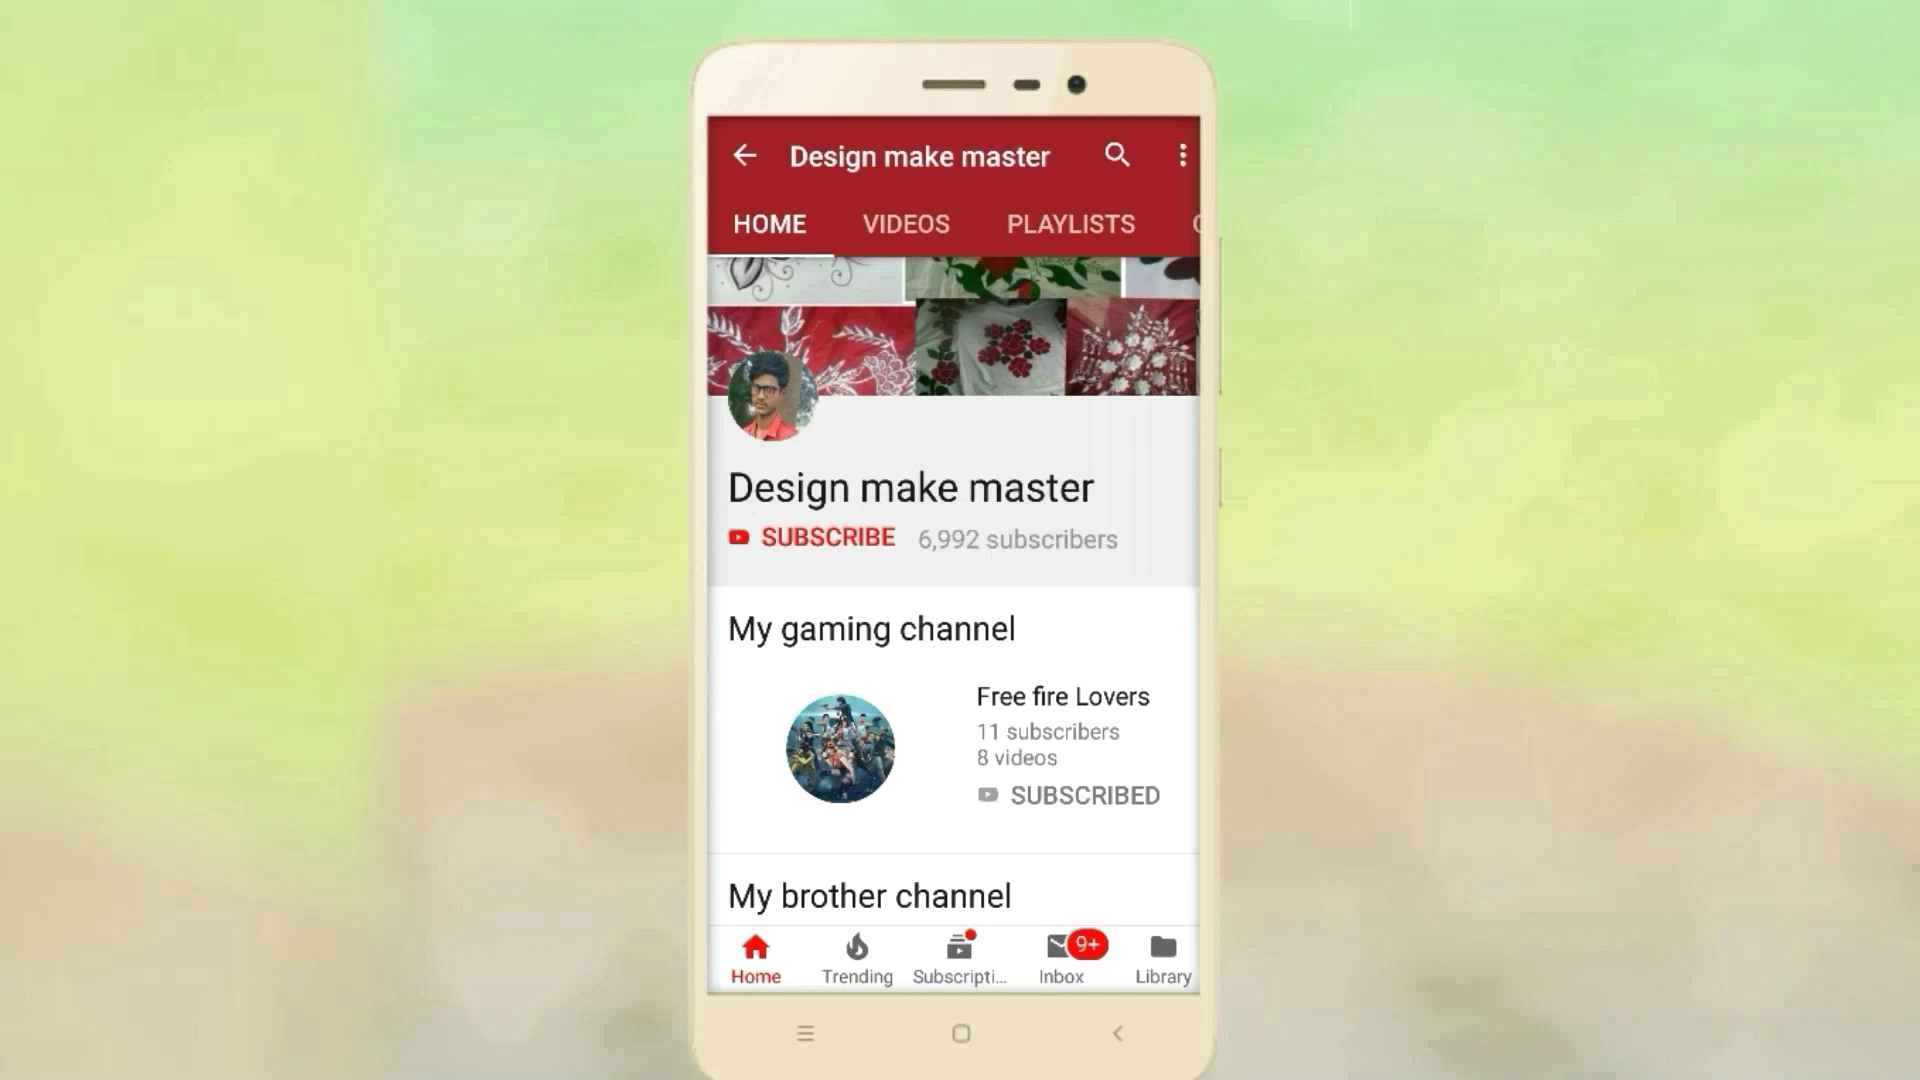 Design make master
HOME VIDEOS PLAYLISTS
Design make master
SUBSCRIBE 6,992 subscribers
My gaming channel
Free fire Lovers
11 subscribers
8 videos
SUBSCRIBED
My brother channel
9+
Home Trending Subscripti... Inbox Library